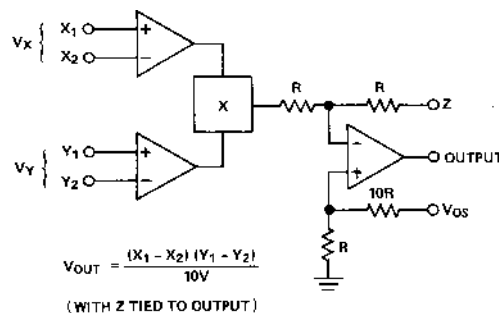 X1
VX
X2
X
R
R
Z
Y1
VY
Y2
OUTPUT
10R
VOS
R
VOUT = (X1 - X2) (Y1 - Y2) / 10V
(WITH Z TIED TO OUTPUT)